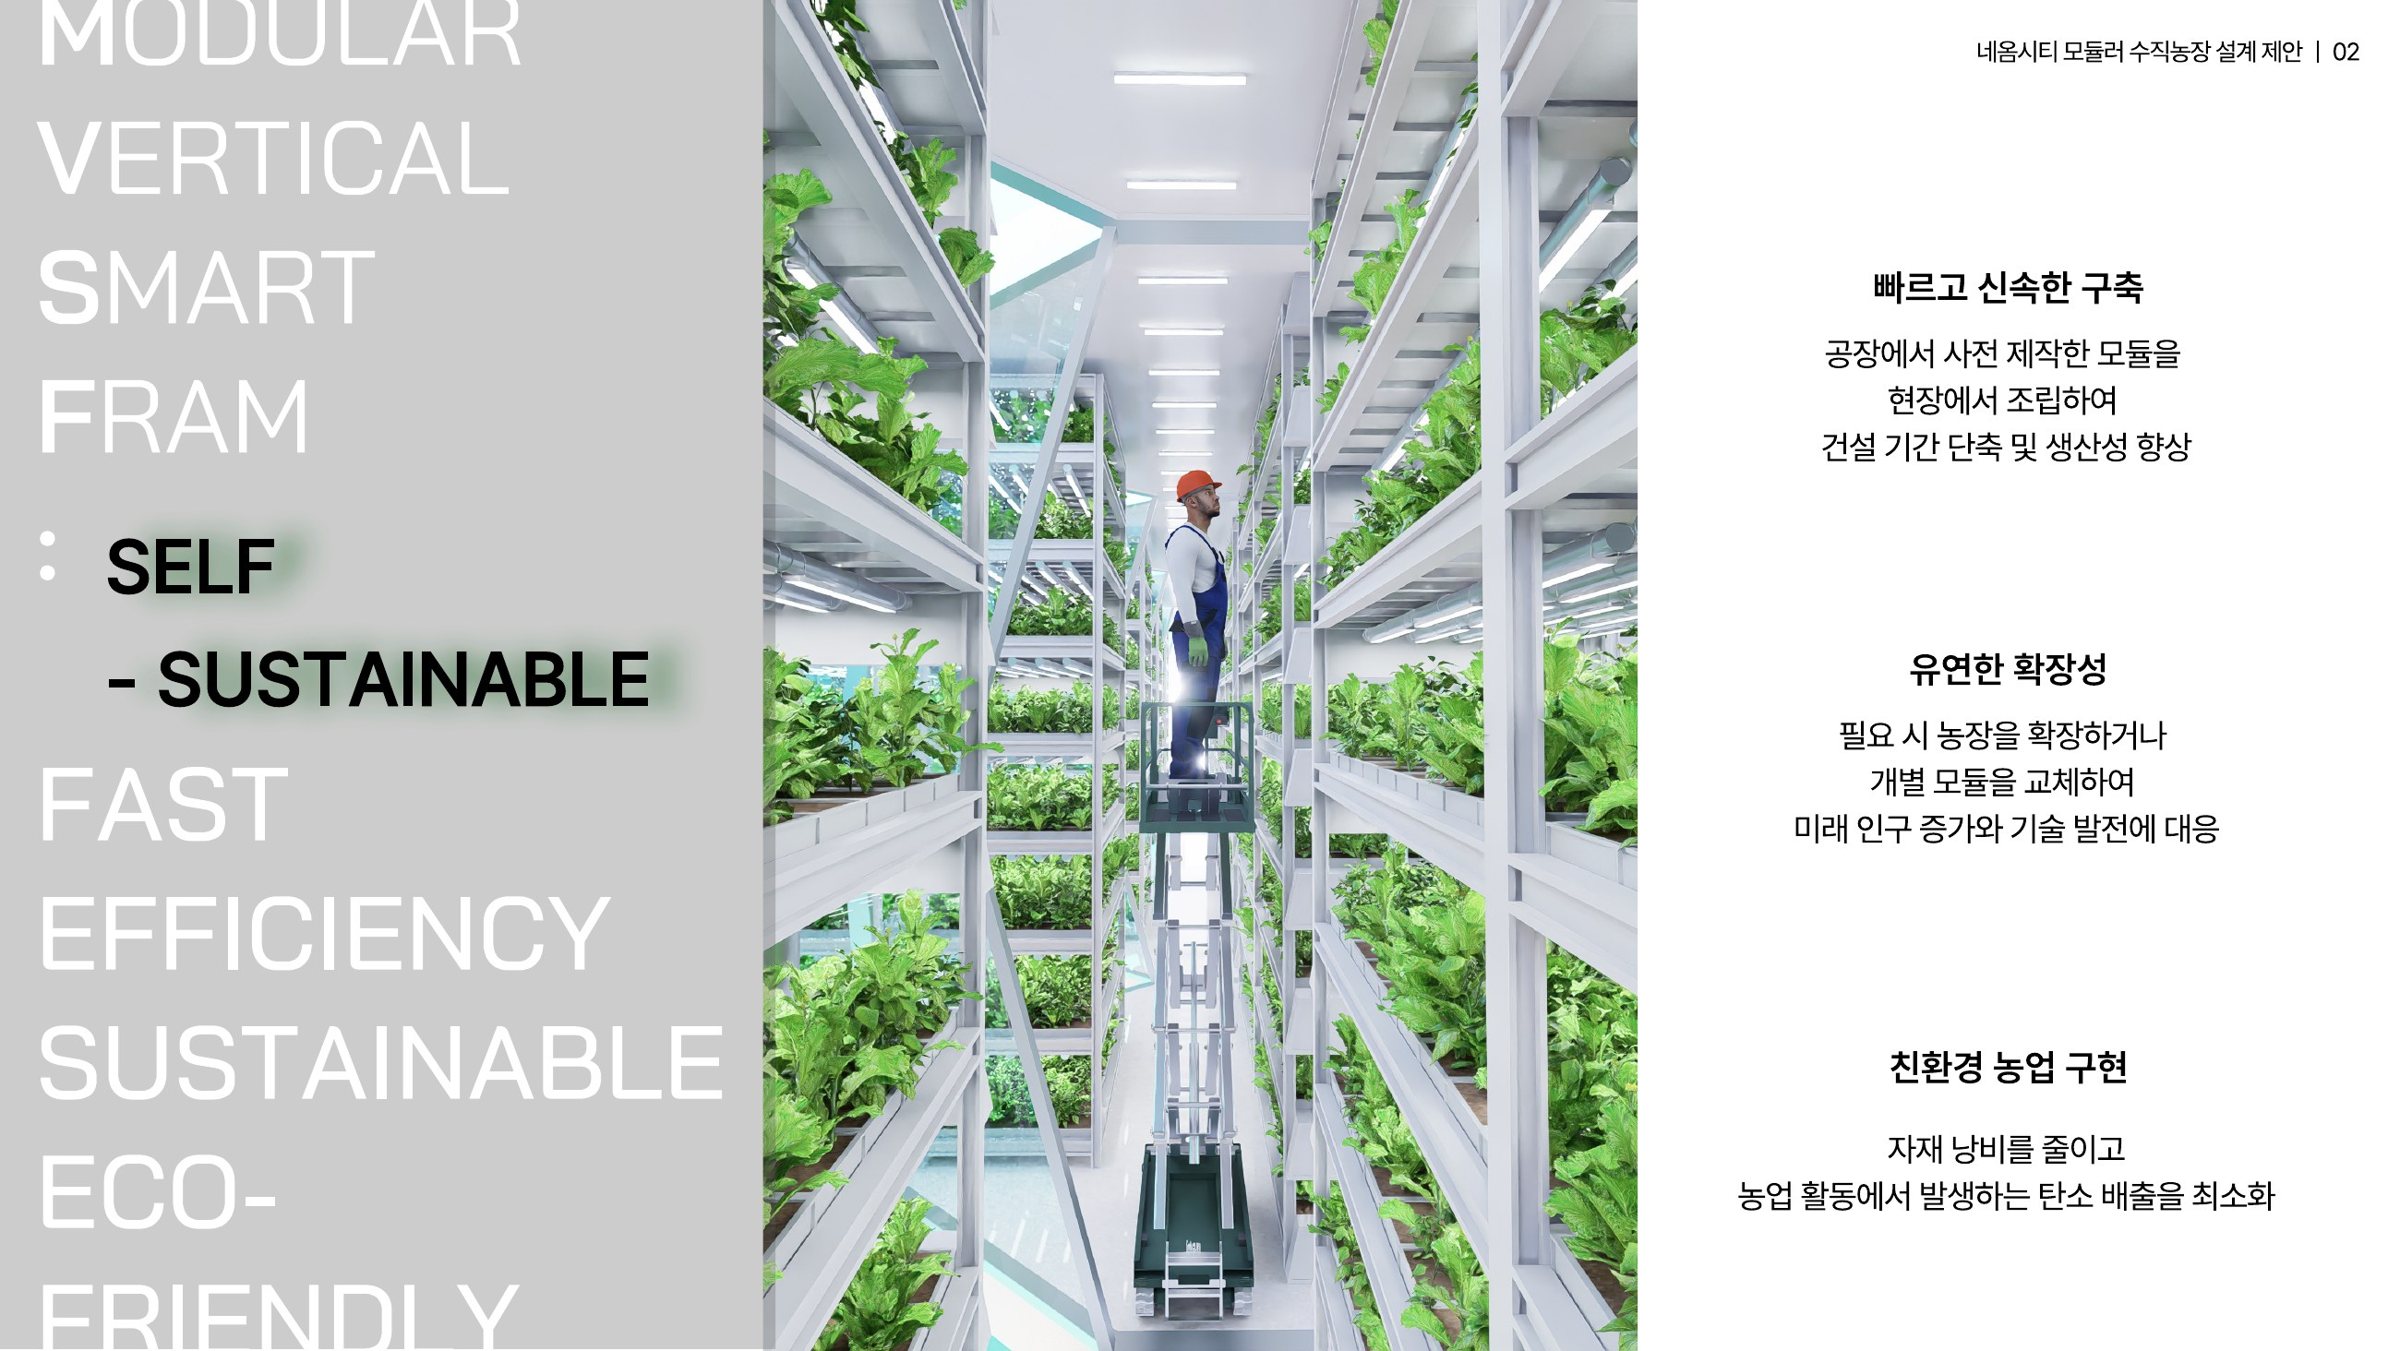 MODULAR
VERTICAL
SMART
FRAM
:
SELF
- SUSTAINABLE
FAST
EFFICIENCY
SUSTAINABLE
ECO-
FRIENDLY
네옴시티 모듈러 수직농장 설계 제안 | 02
빠르고 신속한 구축
공장에서 사전 제작한 모듈을
현장에서 조립하여
건설 기간 단축 및 생산성 향상
유연한 확장성
필요 시 농장을 확장하거나
개별 모듈을 교체하여
미래 인구 증가와 기술 발전에 대응
친환경 농업 구현
자재 낭비를 줄이고
농업 활동에서 발생하는 탄소 배출을 최소화